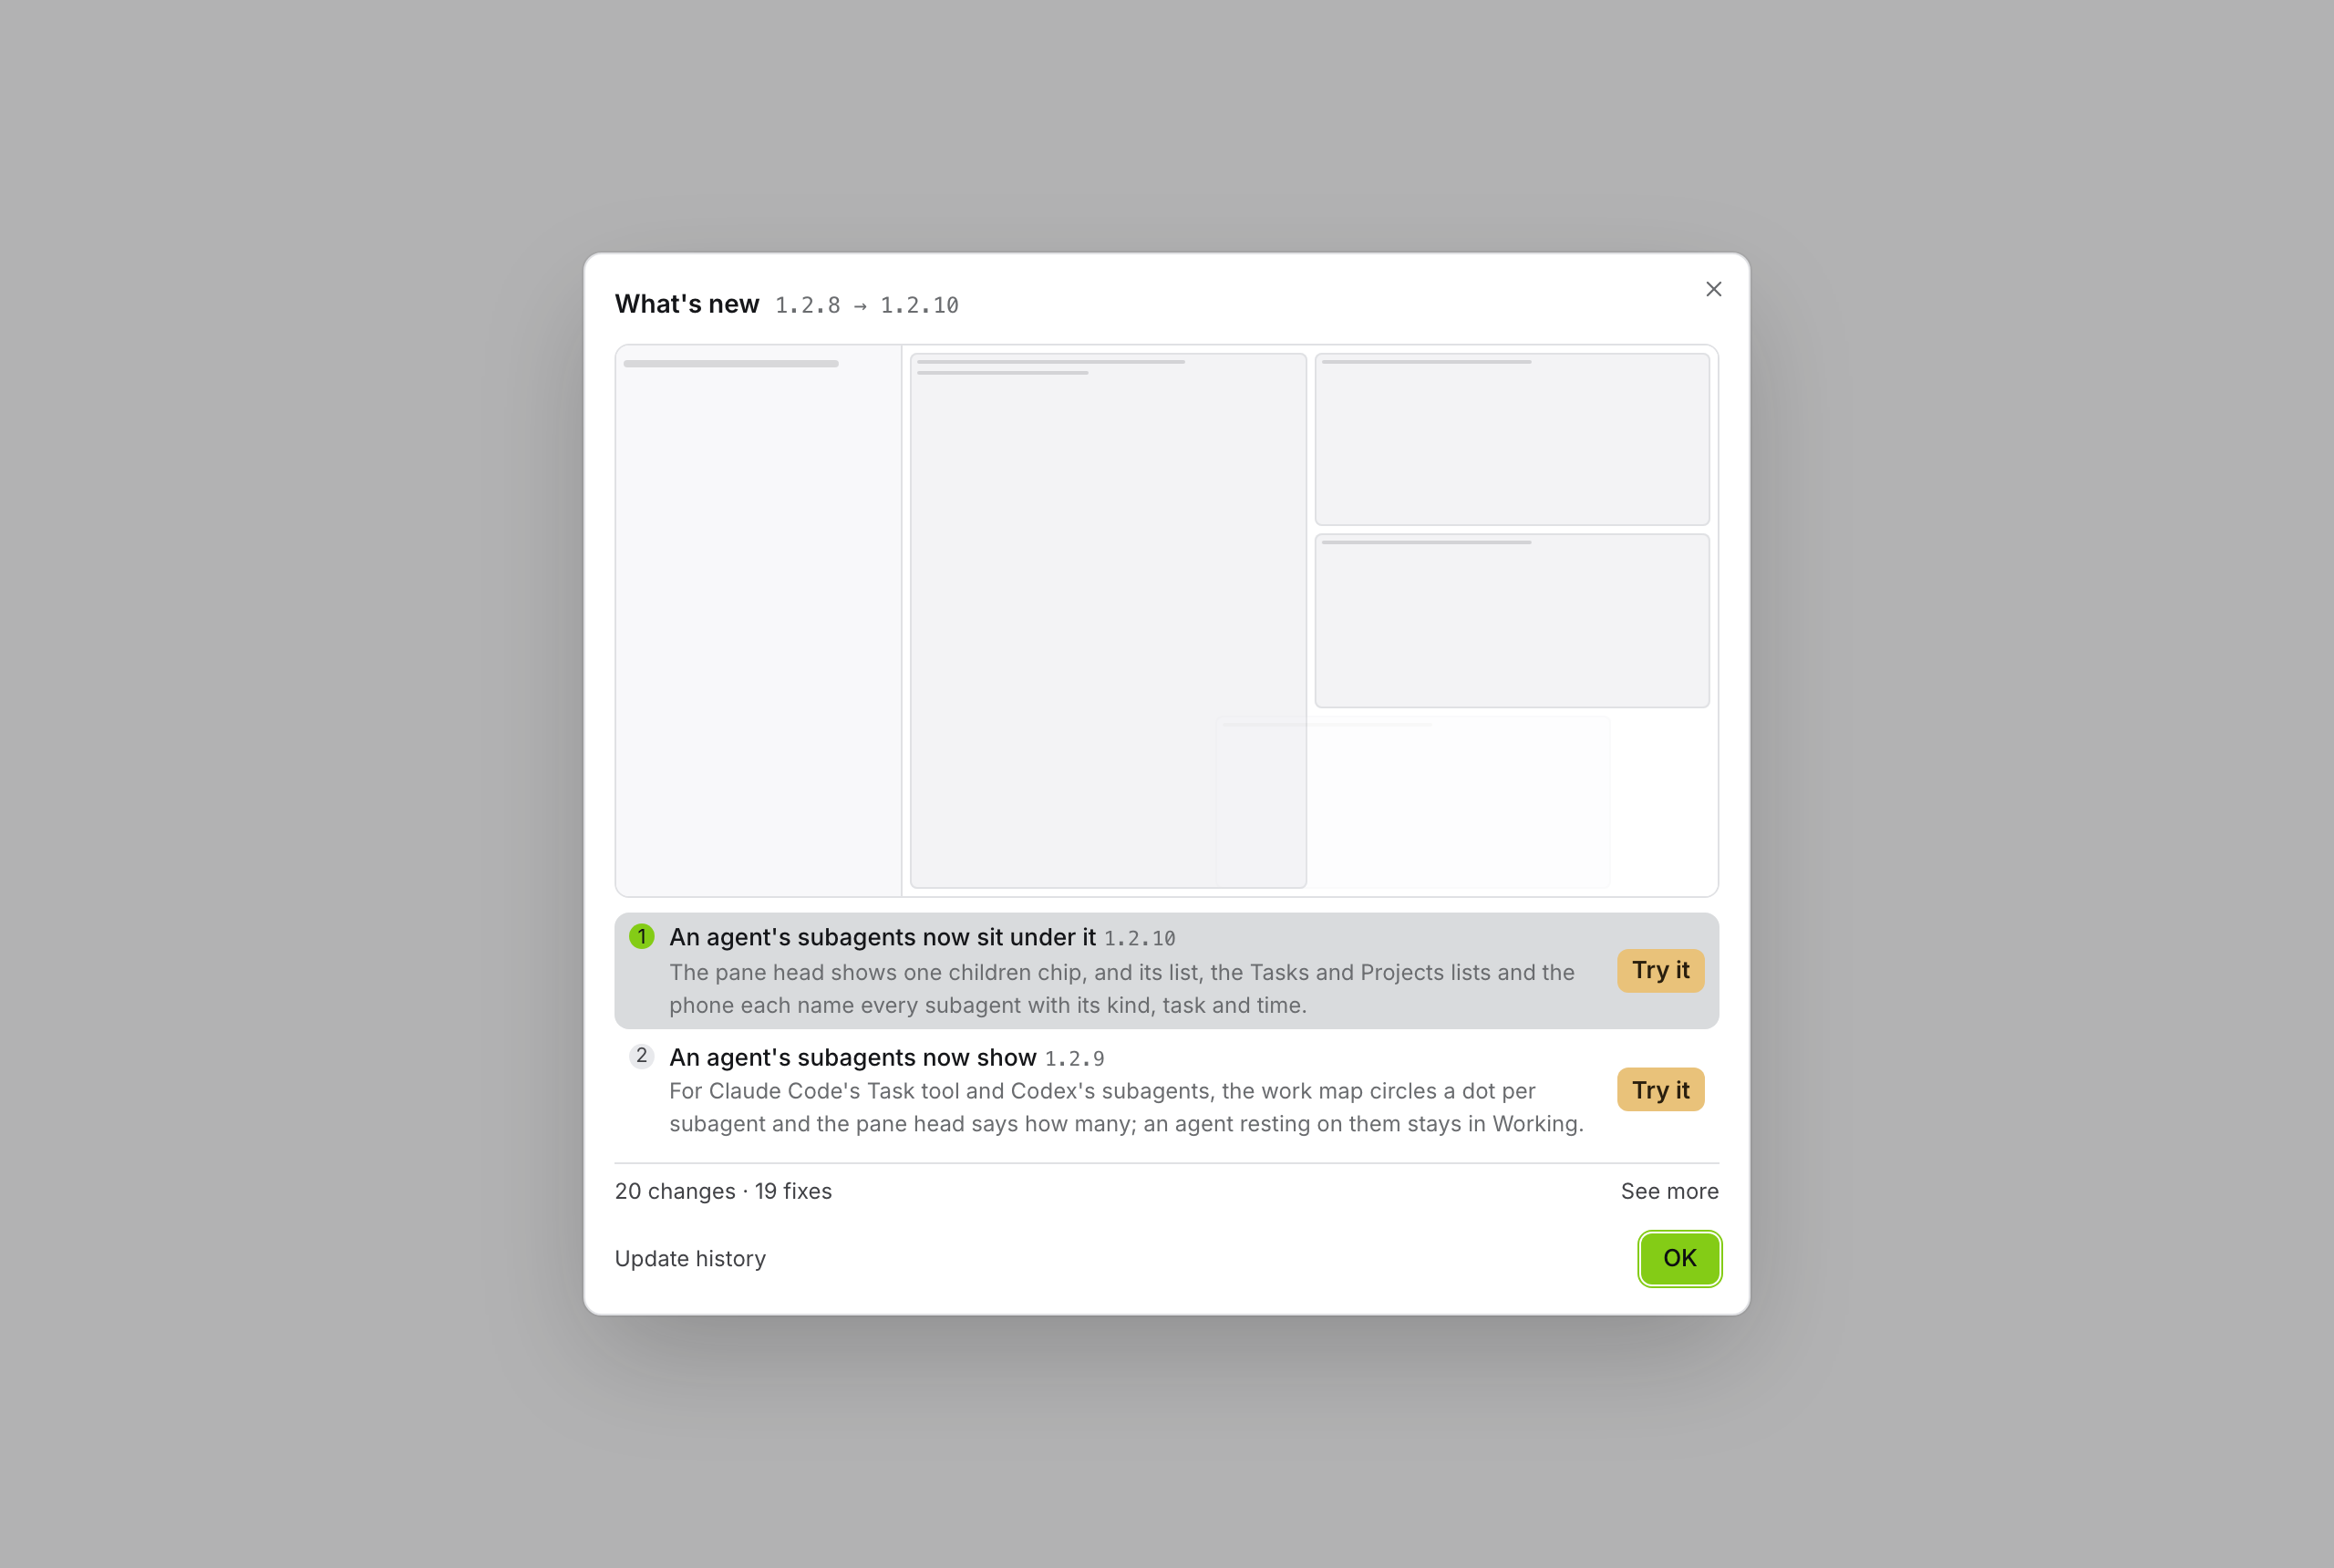 What's new 1.2.8 → 1.2.10
1 An agent's subagents now sit under it 1.2.10
The pane head shows one children chip, and its list, the Tasks and Projects lists and the
phone each name every subagent with its kind, task and time.
Try it
2 An agent's subagents now show 1.2.9
For Claude Code's Task tool and Codex's subagents, the work map circles a dot per
subagent and the pane head says how many; an agent resting on them stays in Working.
Try it
20 changes · 19 fixes
See more
Update history
OK